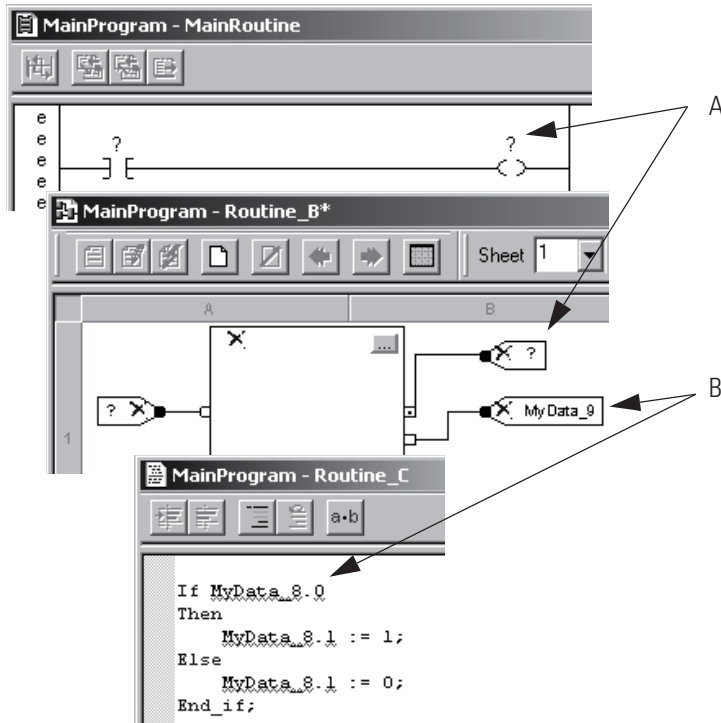 MainProgram - MainRoutine
A
e
e
e
e
e
? ?
MainProgram - Routine_B*
Sheet 1
A B
...
?
?
MyData_9
B
1
MainProgram - Routine_C
a•b
If MyData_8.0
Then
MyData_8.1 := 1;
Else
MyData_8.1 := 0;
End_if;